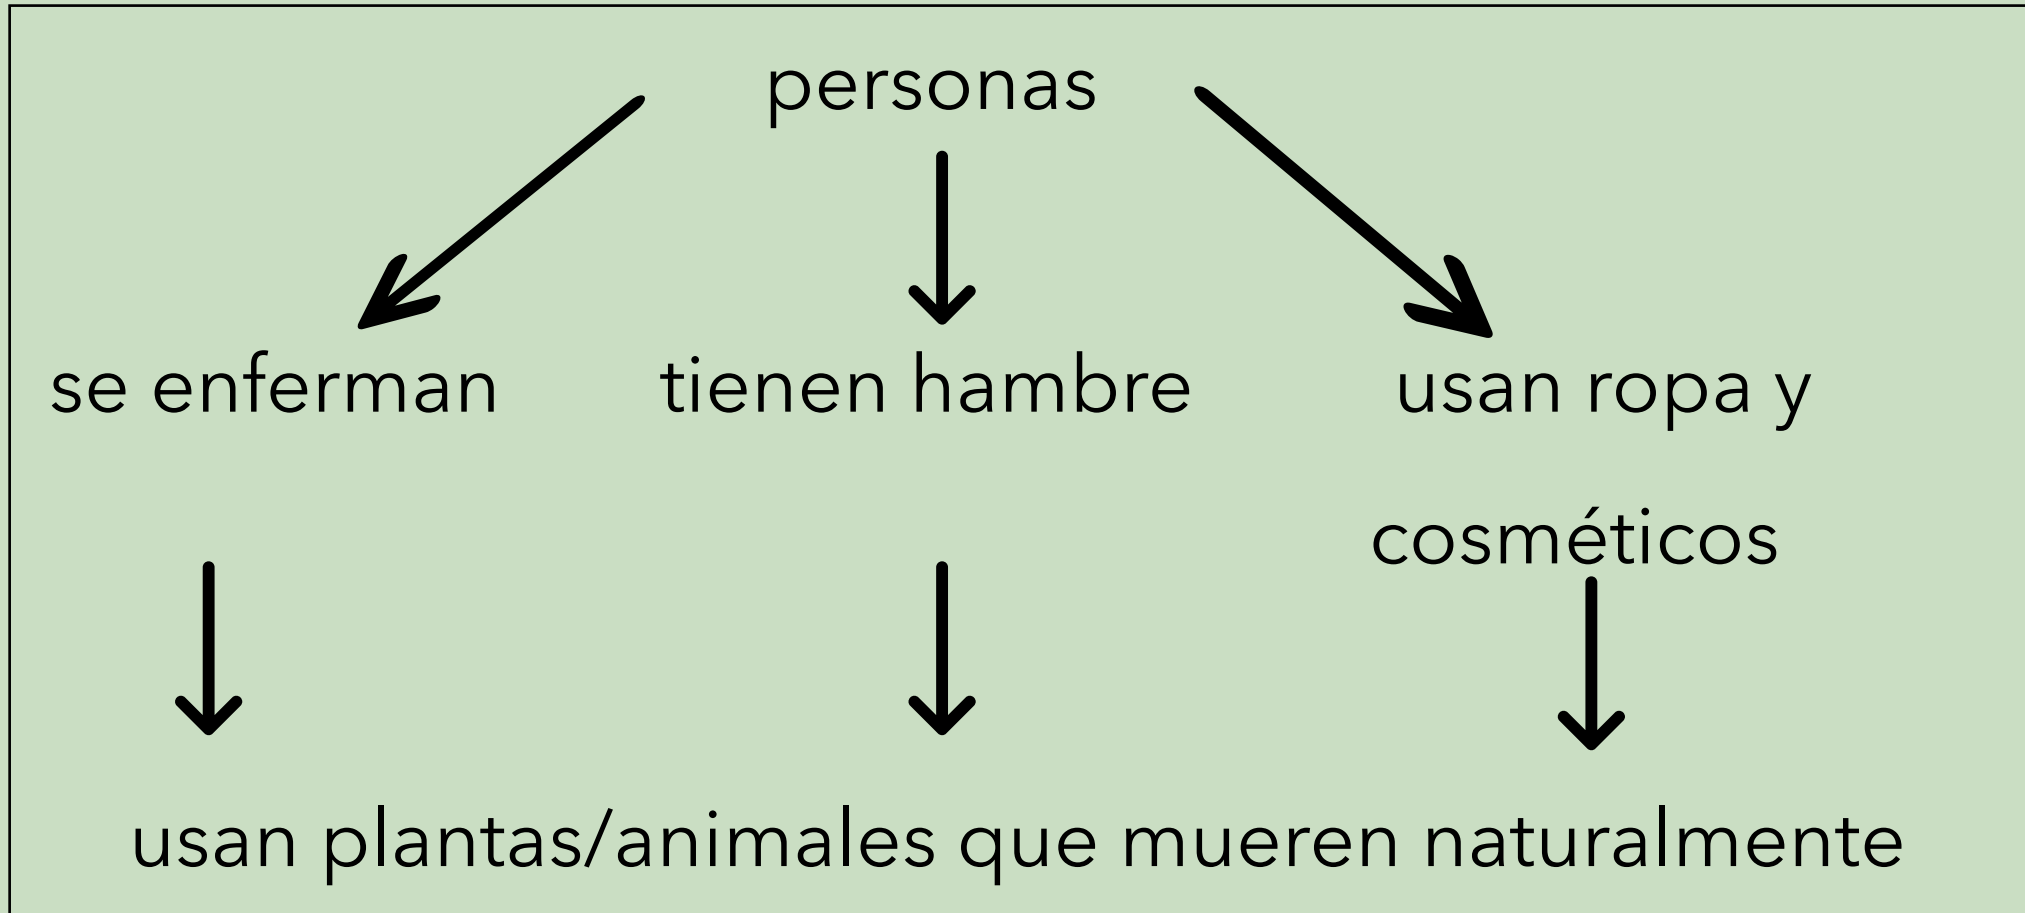 personas
se enferman tienen hambre usan ropa y
cosméticos
usan plantas/animales que mueren naturalmente